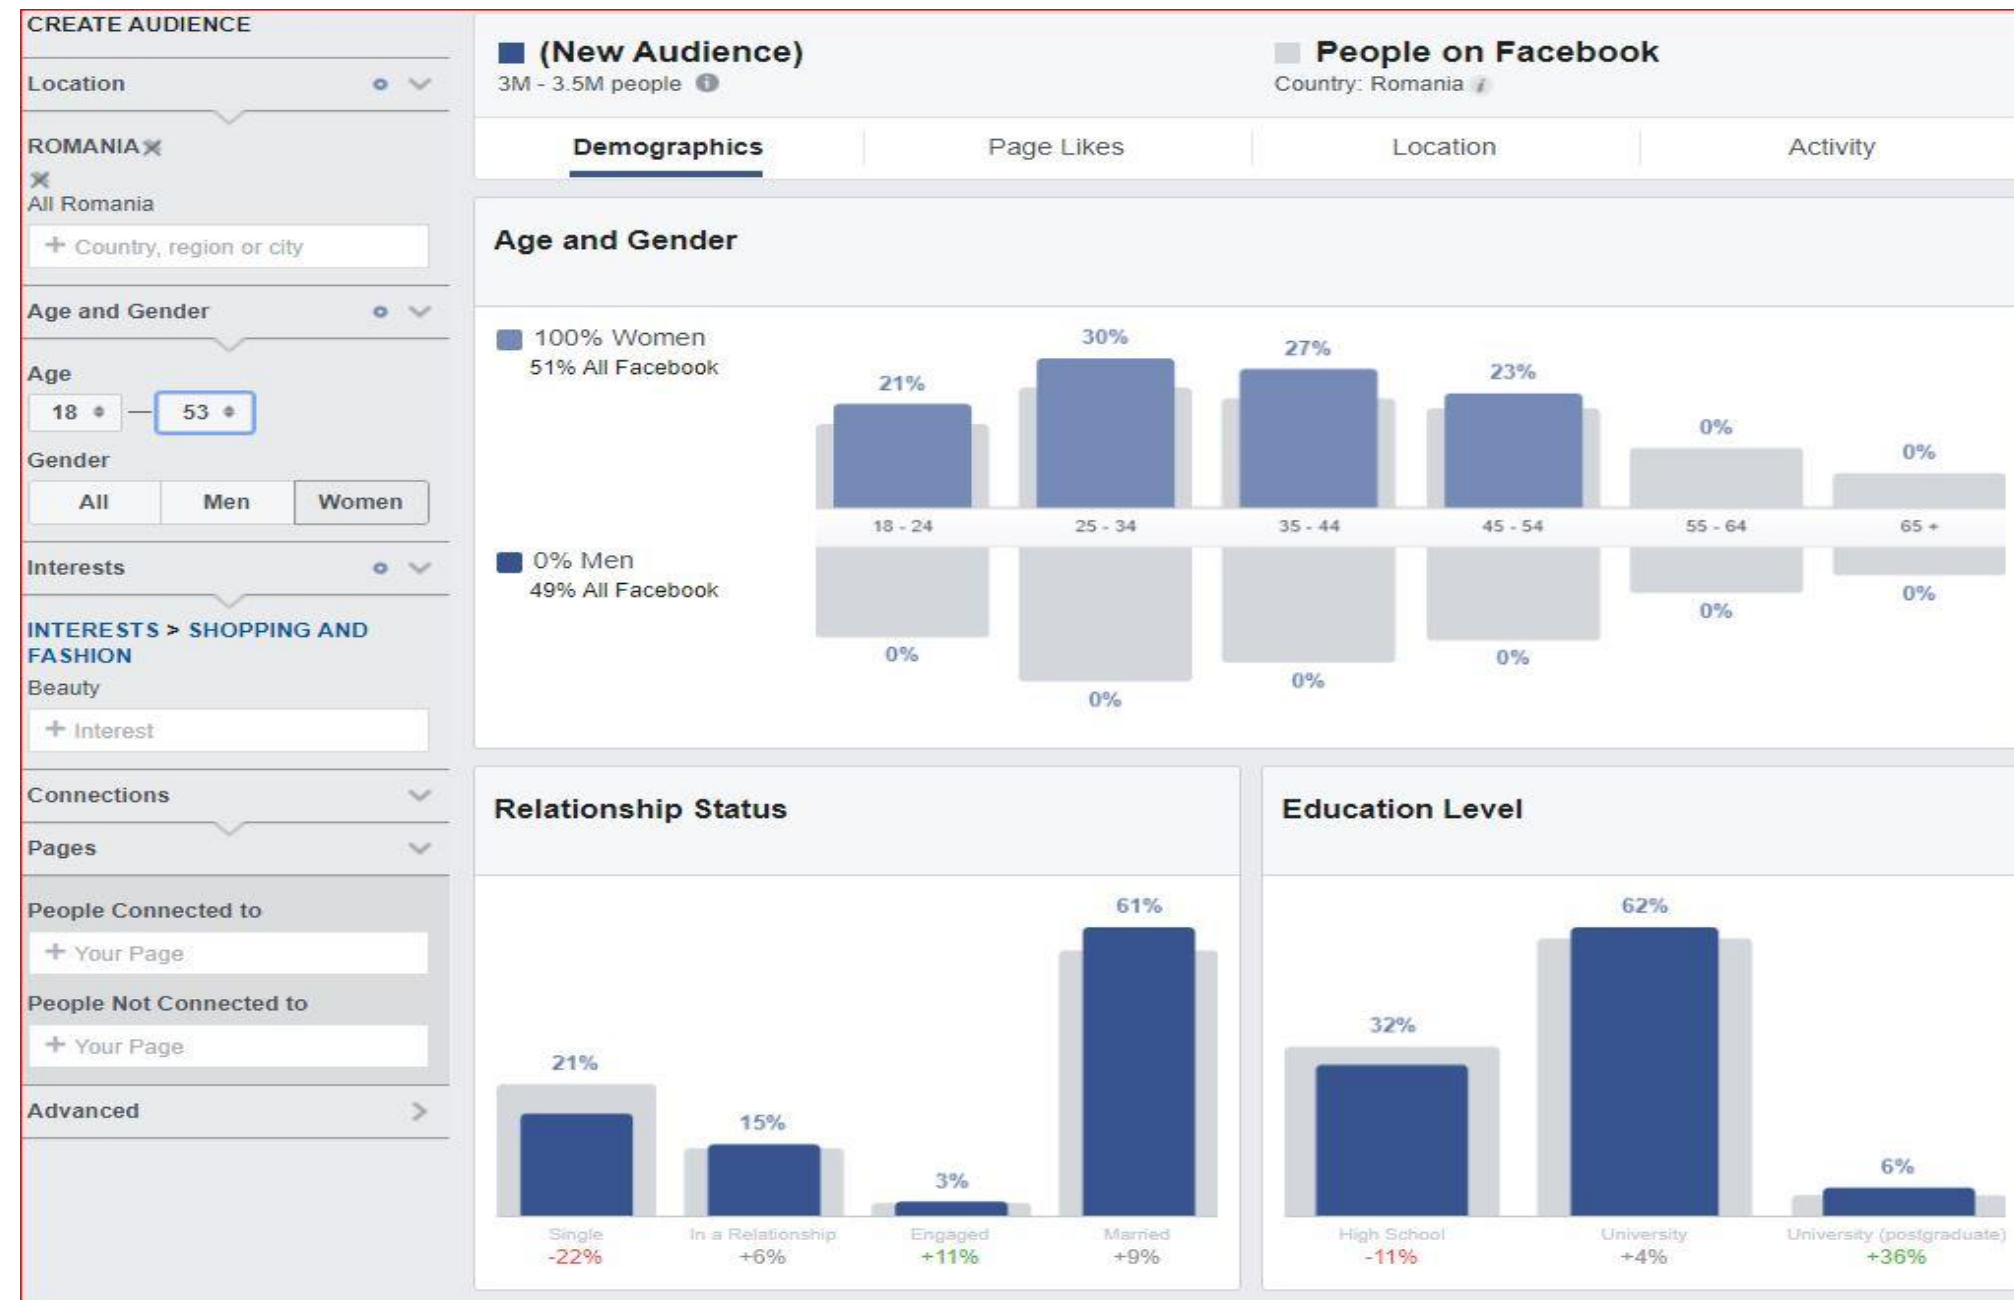 CREATE AUDIENCE
Location
ROMANIA
All Romania
+ Country, region or city
Age and Gender
Age
18 — 53
Gender
All Men Women
Interests
INTERESTS > SHOPPING AND
FASHION
Beauty
+ Interest
Connections
Pages
People Connected to
+ Your Page
People Not Connected to
+ Your Page
Advanced
(New Audience)
3M - 3.5M people
People on Facebook
Country: Romania
Demographics Page Likes Location Activity
Age and Gender
100% Women
51% All Facebook
21% 30% 27% 23% 0% 0%
18 - 24 25 - 34 35 - 44 45 - 54 55 - 64 65 +
0% Men
49% All Facebook
0% 0% 0% 0% 0% 0%
Relationship Status
21% 15% 3% 61%
Single In a Relationship Engaged Married
-22% +6% +11% +9%
Education Level
32% 62% 6%
High School University University (postgraduate)
-11% +4% +36%